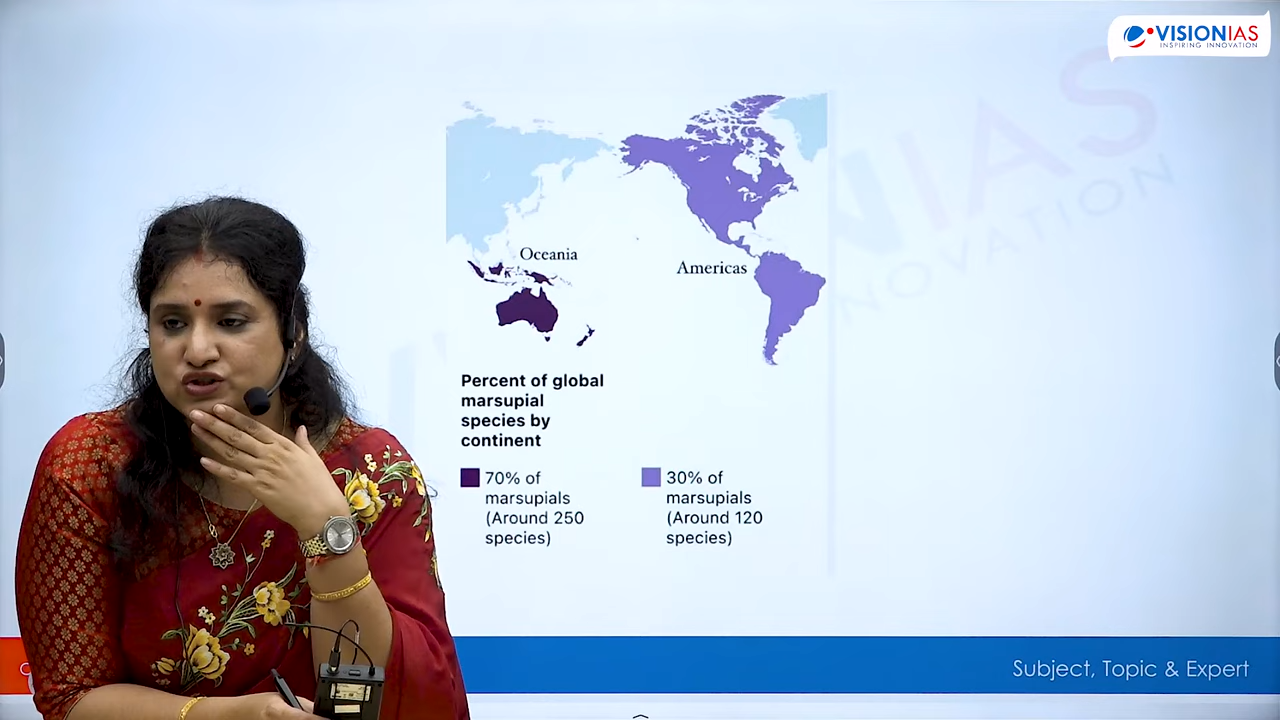 VISIONIAS
INSPIRING INNOVATION
Oceania
Americas
Percent of global
marsupial
species by
continent
70% of
marsupials
(Around 250
species)
30% of
marsupials
(Around 120
species)
Subject, Topic & Expert